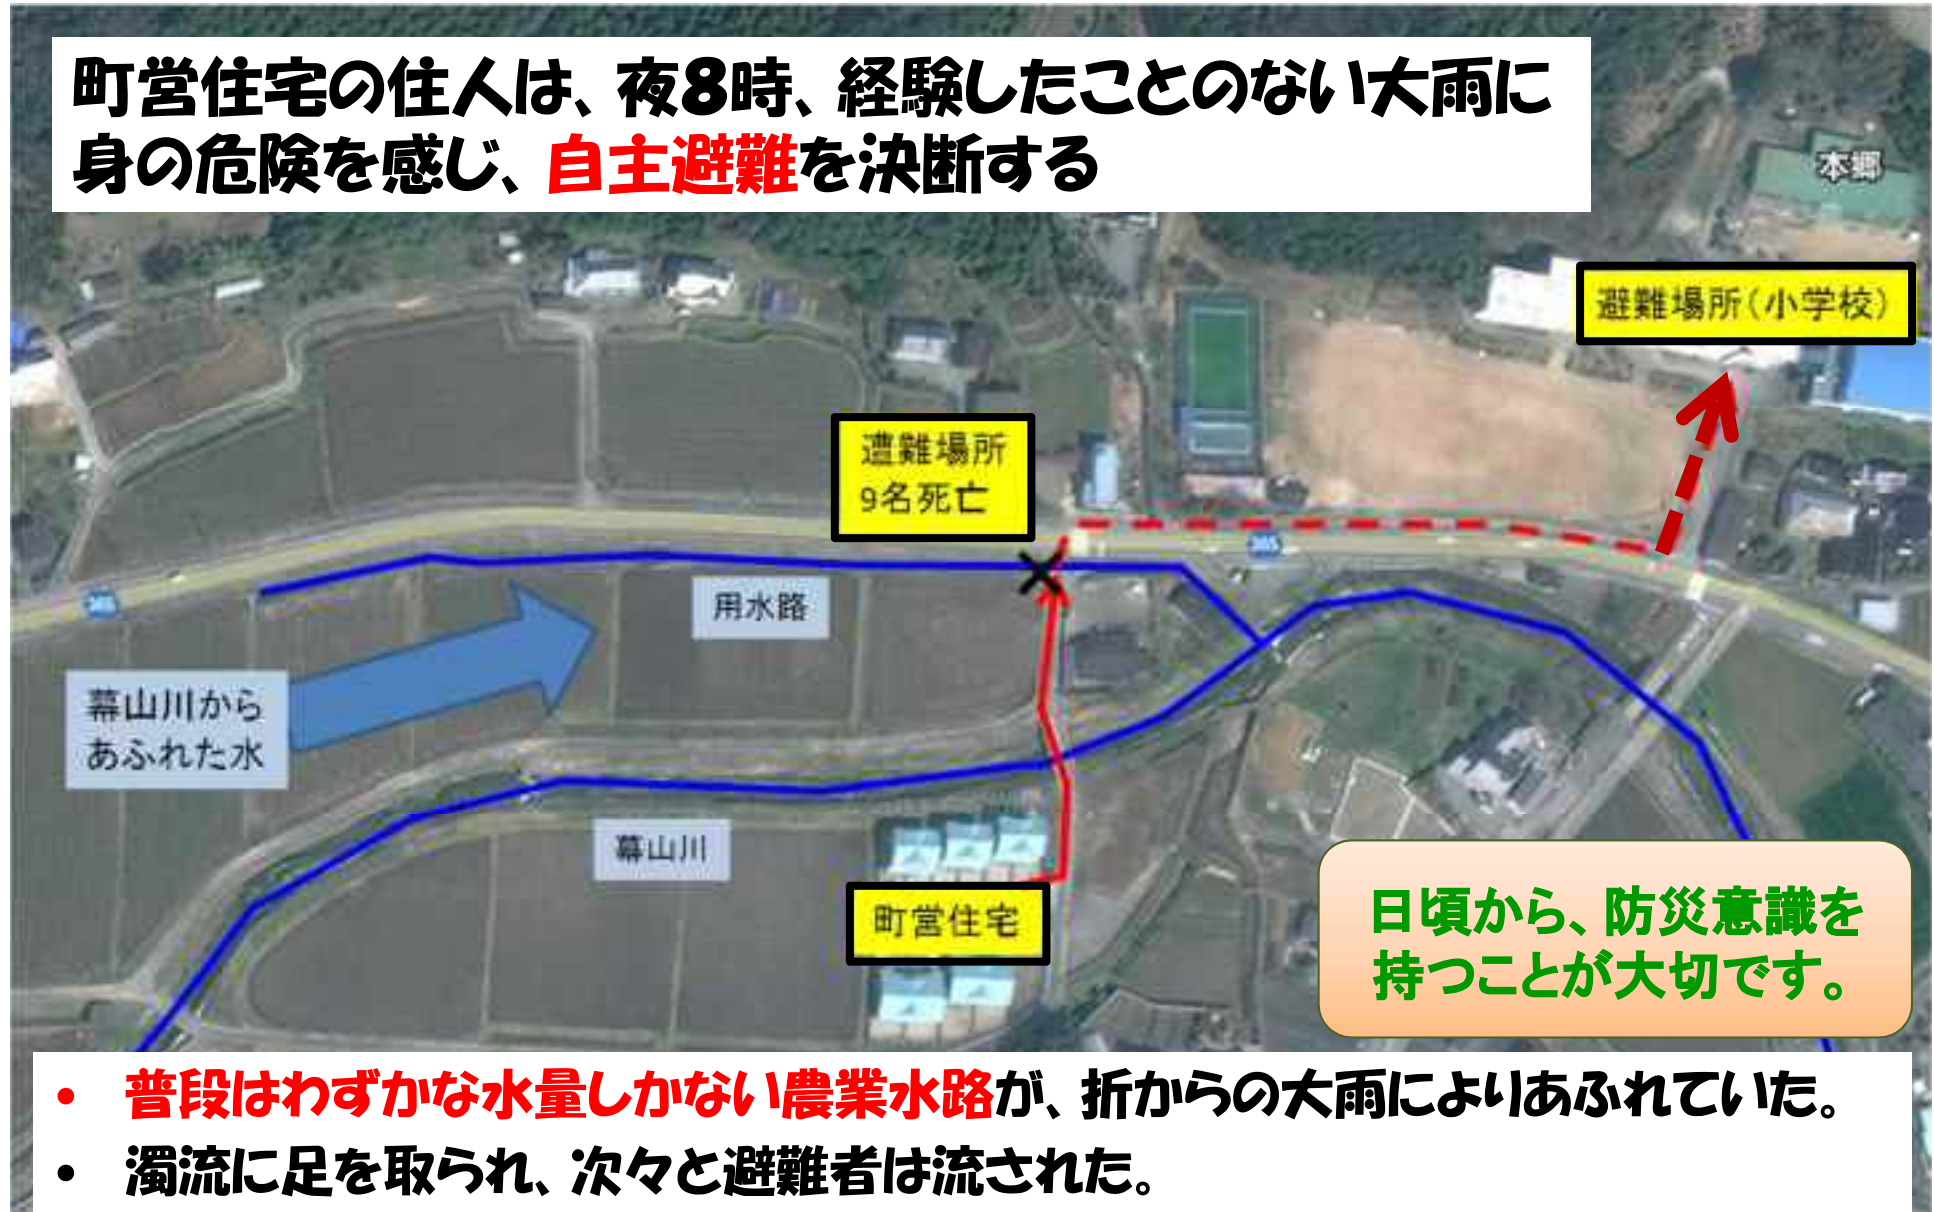 町営住宅の住人は、夜8時、経験したことのない大雨に
身の危険を感じ、自主避難を決断する
本郷
避難場所(小学校)
遭難場所
9名死亡
365
365
用水路
幕山川から
あふれた水
幕山川
町営住宅
日頃から、防災意識を
持つことが大切です。
• 普段はわずかな水量しかない農業水路が、折からの大雨によりあふれていた。
• 濁流に足を取られ、次々と避難者は流された。